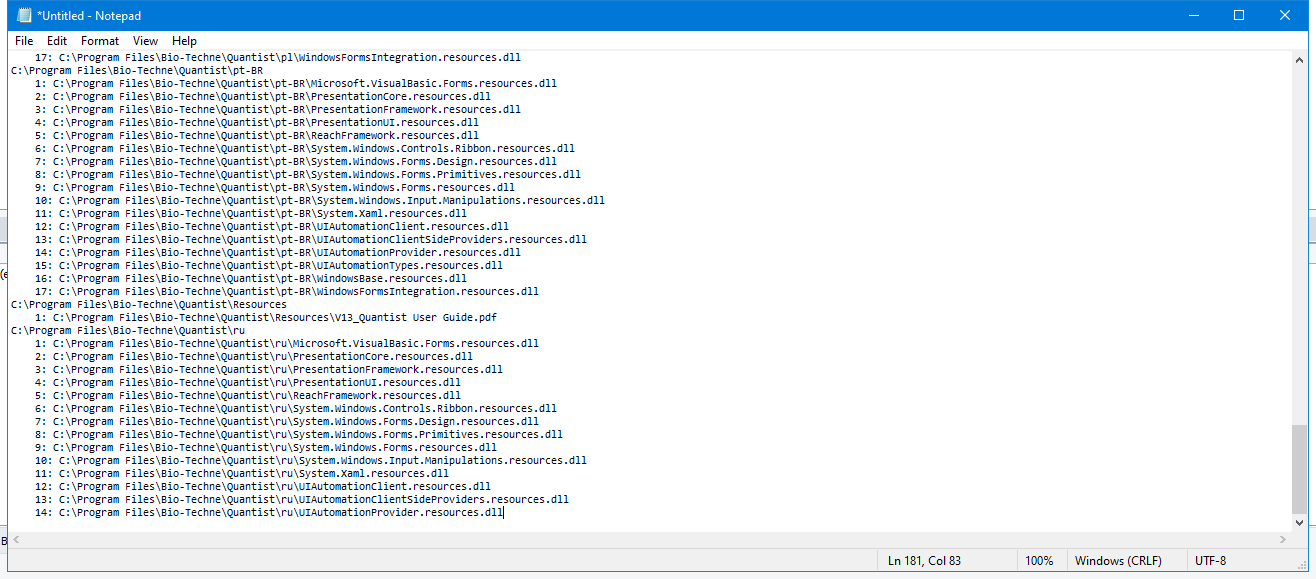 *Untitled - Notepad
File Edit Format View Help
17: C:\Program Files\Bio-Techne\Quantist\pl\WindowsFormsIntegration.resources.dll
C:\Program Files\Bio-Techne\Quantist\pt-BR
1: C:\Program Files\Bio-Techne\Quantist\pt-BR\Microsoft.VisualBasic.Forms.resources.dll
2: C:\Program Files\Bio-Techne\Quantist\pt-BR\PresentationCore.resources.dll
3: C:\Program Files\Bio-Techne\Quantist\pt-BR\PresentationFramework.resources.dll
4: C:\Program Files\Bio-Techne\Quantist\pt-BR\PresentationUI.resources.dll
5: C:\Program Files\Bio-Techne\Quantist\pt-BR\ReachFramework.resources.dll
6: C:\Program Files\Bio-Techne\Quantist\pt-BR\System.Windows.Controls.Ribbon.resources.dll
7: C:\Program Files\Bio-Techne\Quantist\pt-BR\System.Windows.Forms.Design.resources.dll
8: C:\Program Files\Bio-Techne\Quantist\pt-BR\System.Windows.Forms.Primitives.resources.dll
9: C:\Program Files\Bio-Techne\Quantist\pt-BR\System.Windows.Forms.resources.dll
10: C:\Program Files\Bio-Techne\Quantist\pt-BR\System.Windows.Input.Manipulations.resources.dll
11: C:\Program Files\Bio-Techne\Quantist\pt-BR\System.Xaml.resources.dll
12: C:\Program Files\Bio-Techne\Quantist\pt-BR\UIAutomationClient.resources.dll
13: C:\Program Files\Bio-Techne\Quantist\pt-BR\UIAutomationClientSideProviders.resources.dll
14: C:\Program Files\Bio-Techne\Quantist\pt-BR\UIAutomationProvider.resources.dll
15: C:\Program Files\Bio-Techne\Quantist\pt-BR\UIAutomationTypes.resources.dll
16: C:\Program Files\Bio-Techne\Quantist\pt-BR\WindowsBase.resources.dll
17: C:\Program Files\Bio-Techne\Quantist\pt-BR\WindowsFormsIntegration.resources.dll
C:\Program Files\Bio-Techne\Quantist\Resources
1: C:\Program Files\Bio-Techne\Quantist\Resources\V13_Quantist User Guide.pdf
C:\Program Files\Bio-Techne\Quantist\ru
1: C:\Program Files\Bio-Techne\Quantist\ru\Microsoft.VisualBasic.Forms.resources.dll
2: C:\Program Files\Bio-Techne\Quantist\ru\PresentationCore.resources.dll
3: C:\Program Files\Bio-Techne\Quantist\ru\PresentationFramework.resources.dll
4: C:\Program Files\Bio-Techne\Quantist\ru\PresentationUI.resources.dll
5: C:\Program Files\Bio-Techne\Quantist\ru\ReachFramework.resources.dll
6: C:\Program Files\Bio-Techne\Quantist\ru\System.Windows.Controls.Ribbon.resources.dll
7: C:\Program Files\Bio-Techne\Quantist\ru\System.Windows.Forms.Design.resources.dll
8: C:\Program Files\Bio-Techne\Quantist\ru\System.Windows.Forms.Primitives.resources.dll
9: C:\Program Files\Bio-Techne\Quantist\ru\System.Windows.Forms.resources.dll
10: C:\Program Files\Bio-Techne\Quantist\ru\System.Windows.Input.Manipulations.resources.dll
11: C:\Program Files\Bio-Techne\Quantist\ru\System.Xaml.resources.dll
12: C:\Program Files\Bio-Techne\Quantist\ru\UIAutomationClient.resources.dll
13: C:\Program Files\Bio-Techne\Quantist\ru\UIAutomationClientSideProviders.resources.dll
14: C:\Program Files\Bio-Techne\Quantist\ru\UIAutomationProvider.resources.dll
Ln 181, Col 83 100% Windows (CRLF) UTF-8